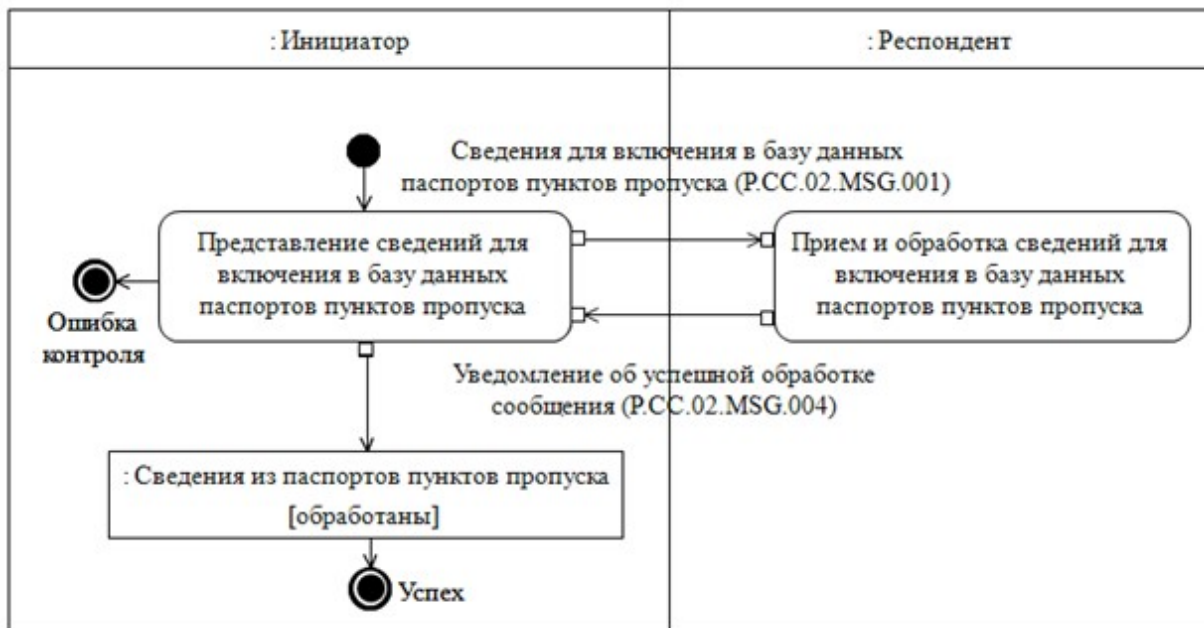 : Инициатор
: Респондент
Сведения для включения в базу данных
паспортов пунктов пропуска (P.CC.02.MSG.001)
Представление сведений для
включения в базу данных
паспортов пунктов пропуска
Прием и обработка сведений для
включения в базу данных
паспортов пунктов пропуска
Ошибка
контроля
Уведомление об успешной обработке
сообщения (P.CC.02.MSG.004)
: Сведения из паспортов пунктов пропуска
[обработаны]
Успех